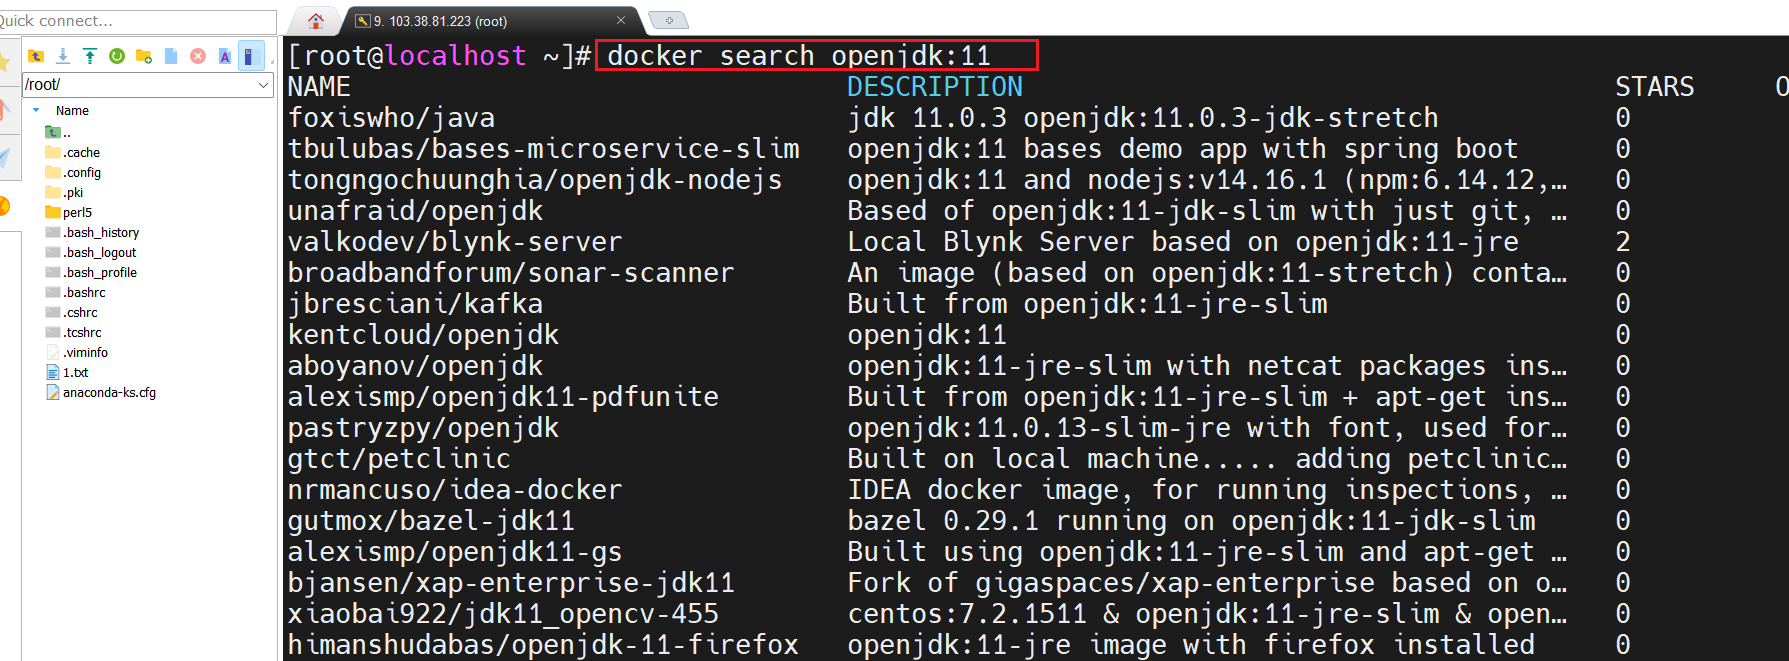 Quick connect...
9. 103.38.81.223 (root)
/root/
Name
..
.cache
.config
.pki
perl5
.bash_history
.bash_logout
.bash_profile
.bashrc
.cshrc
.tcshrc
.viminfo
1.txt
anaconda-ks.cfg
[root@localhost ~]# docker search openjdk:11
NAME DESCRIPTION STARS O
foxiswho/java jdk 11.0.3 openjdk:11.0.3-jdk-stretch 0
tbulubas/bases-microservice-slim openjdk:11 bases demo app with spring boot 0
tongngochuunghia/openjdk-nodejs openjdk:11 and nodejs:v14.16.1 (npm:6.14.12,… 0
unafraid/openjdk Based of openjdk:11-jdk-slim with just git, … 0
valkodev/blynk-server Local Blynk Server based on openjdk:11-jre 2
broadbandforum/sonar-scanner An image (based on openjdk:11-stretch) conta… 0
jbresciani/kafka Built from openjdk:11-jre-slim 0
kentcloud/openjdk openjdk:11 0
aboyanov/openjdk openjdk:11-jre-slim with netcat packages ins… 0
alexismp/openjdk11-pdfunite Built from openjdk:11-jre-slim + apt-get ins… 0
pastryzpy/openjdk openjdk:11.0.13-slim-jre with font, used for… 0
gtct/petclinic Built on local machine..... adding petclinic… 0
nrmancuso/idea-docker IDEA docker image, for running inspections, … 0
gutmox/bazel-jdk11 bazel 0.29.1 running on openjdk:11-jdk-slim 0
alexismp/openjdk11-gs Built using openjdk:11-jre-slim and apt-get … 0
bjansen/xap-enterprise-jdk11 Fork of gigaspaces/xap-enterprise based on o… 0
xiaobai922/jdk11_opencv-455 centos:7.2.1511 & openjdk:11-jre-slim & open… 0
himanshudabas/openjdk-11-firefox openjdk:11-jre image with firefox installed 0